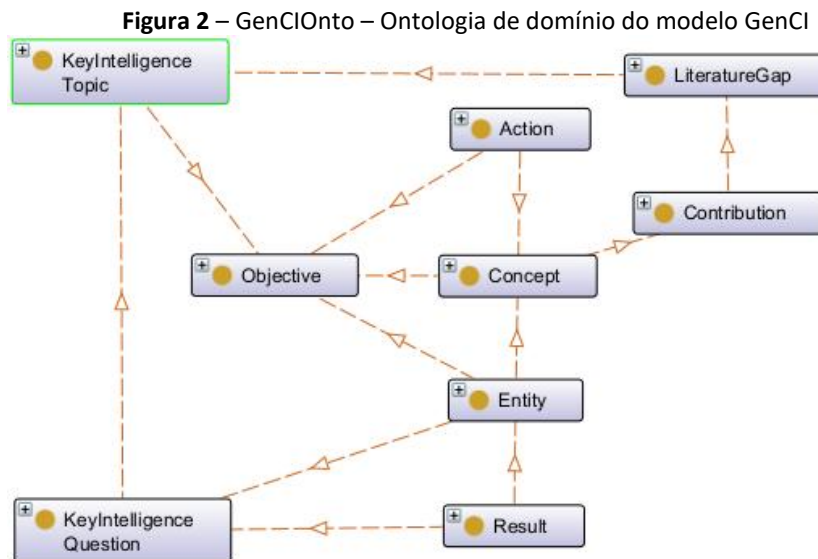 Figura 2 – GenCIOnto – Ontologia de domínio do modelo GenCI
KeyIntelligence
Topic
LiteratureGap
Action
Contribution
Objective
Concept
Entity
KeyIntelligence
Question
Result